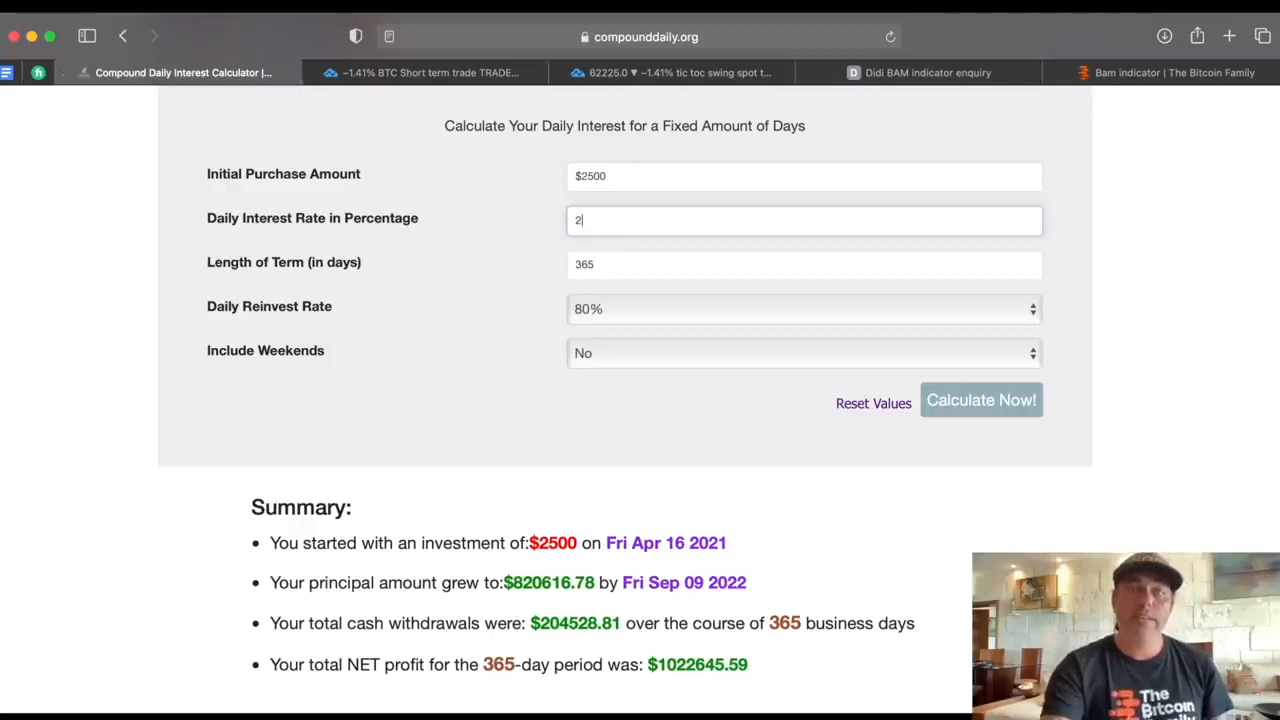 compounddaily.org
Compound Daily Interest Calculator |...
−1.41% BTC Short term trade TRADE...
62225.0 ▼ −1.41% tic toc swing spot t...
D
Didi BAM indicator enquiry
Bam indicator | The Bitcoin Family
Calculate Your Daily Interest for a Fixed Amount of Days
Initial Purchase Amount
$2500
Daily Interest Rate in Percentage
2
Length of Term (in days)
365
Daily Reinvest Rate
80%
Include Weekends
No
Reset Values
Calculate Now!
Summary:
• You started with an investment of:$2500 on Fri Apr 16 2021
• Your principal amount grew to:$820616.78 by Fri Sep 09 2022
• Your total cash withdrawals were: $204528.81 over the course of 365 business days
• Your total NET profit for the 365-day period was: $1022645.59
The
Bitcoin
Family